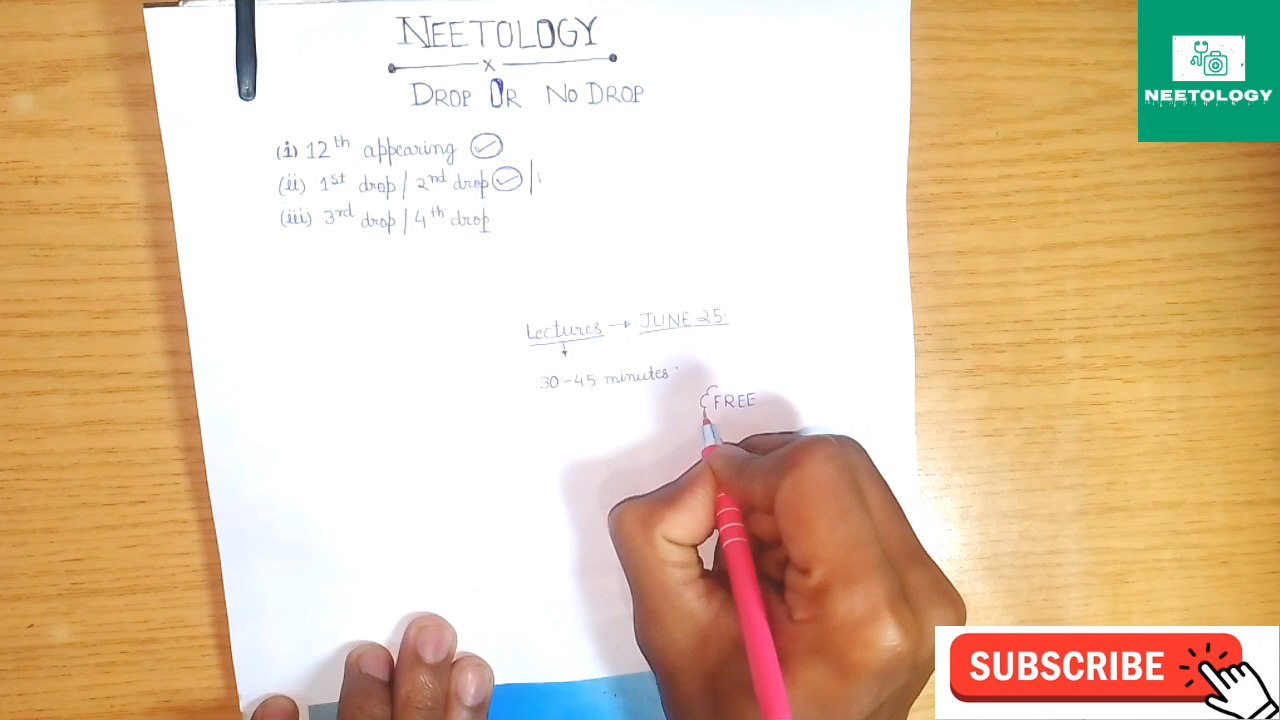 NEETOLOGY
x
DROP OR NO DROP
(i) 12th appearing
(ii) 1st drop / 2nd drop
(iii) 3rd drop / 4th drop
Lectures → JUNE 25
30-45 minutes
FREE
NEETOLOGY
SUBSCRIBE